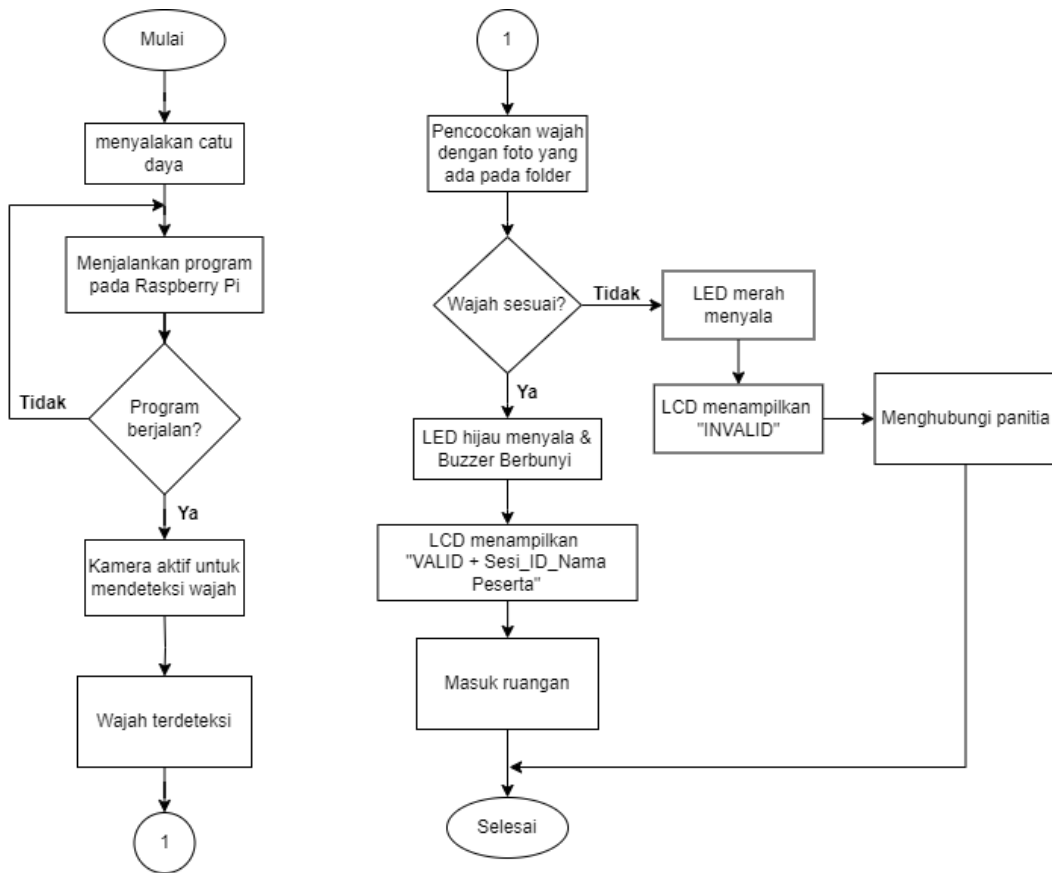 Mulai
menyalakan catu
daya
Menjalankan program
pada Raspberry Pi
Tidak
Program
berjalan?
Ya
Kamera aktif untuk
mendeteksi wajah
Wajah terdeteksi
1
1
Pencocokan wajah
dengan foto yang
ada pada folder
Wajah sesuai?
Tidak
LED merah
menyala
LCD menampilkan
"INVALID"
Menghubungi panitia
Ya
LED hijau menyala &
Buzzer Berbunyi
LCD menampilkan
"VALID + Sesi_ID_Nama
Peserta"
Masuk ruangan
Selesai